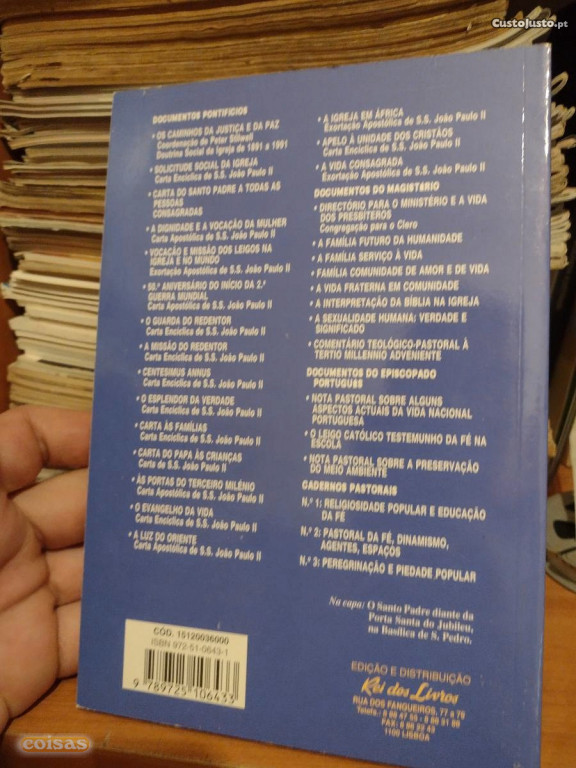 CustoJusto.pt
DOCUMENTOS PONTIFÍCIOS
• OS CAMINHOS DA JUSTIÇA E DA PAZ
Coordenação de Peter Stilwell
Doutrina Social da Igreja de 1891 a 1991
• SOLICITUDE SOCIAL DA IGREJA
Carta Encíclica de S.S. João Paulo II
• CARTA DO SANTO PADRE A TODAS AS
PESSOAS
CONSAGRADAS
• A DIGNIDADE E A VOCAÇÃO DA MULHER
Carta Apostólica de S.S. João Paulo II
• VOCAÇÃO E MISSÃO DOS LEIGOS NA
IGREJA E NO MUNDO
Exortação Apostólica de S.S. João Paulo II
• 50.º ANIVERSÁRIO DO INÍCIO DA 2.ª
GUERRA MUNDIAL
Carta Apostólica de S.S. João Paulo II
• O GUARDA DO REDENTOR
Carta Encíclica de S.S. João Paulo II
• A MISSÃO DO REDENTOR
Carta Encíclica de S.S. João Paulo II
• CENTESIMUS ANNUS
Carta Encíclica de S.S. João Paulo II
• O ESPLENDOR DA VERDADE
Carta Encíclica de S.S. João Paulo II
• CARTA ÀS FAMÍLIAS
Carta Encíclica de S.S. João Paulo II
• CARTA DO PAPA ÀS CRIANÇAS
Carta de S.S. João Paulo II
• ÀS PORTAS DO TERCEIRO MILÉNIO
Carta Apostólica de S.S. João Paulo II
• O EVANGELHO DA VIDA
Carta Encíclica de S.S. João Paulo II
• A LUZ DO ORIENTE
Carta Apostólica de S.S. João Paulo II
• A IGREJA EM ÁFRICA
Exortação Apostólica de S.S. João Paulo II
• APELO À UNIDADE DOS CRISTÃOS
Carta Encíclica de S.S. João Paulo II
• A VIDA CONSAGRADA
Exortação Apostólica de S.S. João Paulo II
DOCUMENTOS DO MAGISTÉRIO
• DIRECTÓRIO PARA O MINISTÉRIO E A VIDA
DOS PRESBÍTEROS
Congregação para o Clero
• A FAMÍLIA FUTURO DA HUMANIDADE
• A FAMÍLIA SERVIÇO À VIDA
• FAMÍLIA COMUNIDADE DE AMOR E DE VIDA
• A VIDA FRATERNA EM COMUNIDADE
• A INTERPRETAÇÃO DA BÍBLIA NA IGREJA
• A SEXUALIDADE HUMANA: VERDADE E
SIGNIFICADO
• COMENTÁRIO TEOLÓGICO-PASTORAL À
TERTIO MILLENNIO ADVENIENTE
DOCUMENTOS DO EPISCOPADO
PORTUGUÊS
• NOTA PASTORAL SOBRE ALGUNS
ASPECTOS ACTUAIS DA VIDA NACIONAL
PORTUGUESA
• O LEIGO CATÓLICO TESTEMUNHO DA FÉ NA
ESCOLA
• NOTA PASTORAL SOBRE A PRESERVAÇÃO
DO MEIO AMBIENTE
CADERNOS PASTORAIS
N.º 1: RELIGIOSIDADE POPULAR E EDUCAÇÃO
DA FÉ
N.º 2: PASTORAL DA FÉ, DINAMISMO,
AGENTES, ESPAÇOS
N.º 3: PEREGRINAÇÃO E PIEDADE POPULAR
Na capa: O Santo Padre diante da
Porta Santa do Jubileu,
na Basílica de S. Pedro.
CÓD. 15120036000
ISBN 972-51-0643-1
9 789725 106433
EDIÇÃO E DISTRIBUIÇÃO
Rei dos Livros
RUA DOS FANQUEIROS, 77 a 79
1100 LISBOA
coisas